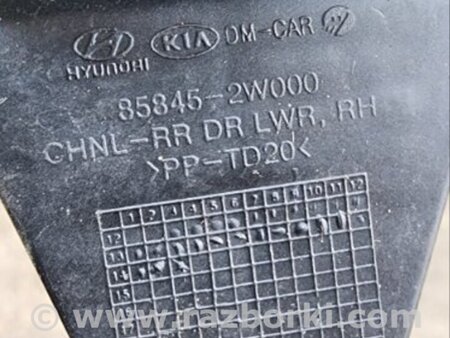 HYUNDAI KIA DM-CAR
85845-2W000
CHNL-RR DR LWR, RH
>PP-TD20<
1 2 3 4 5 6 7 8 9 10 11 12
12
13
14
15
www.razborki.com